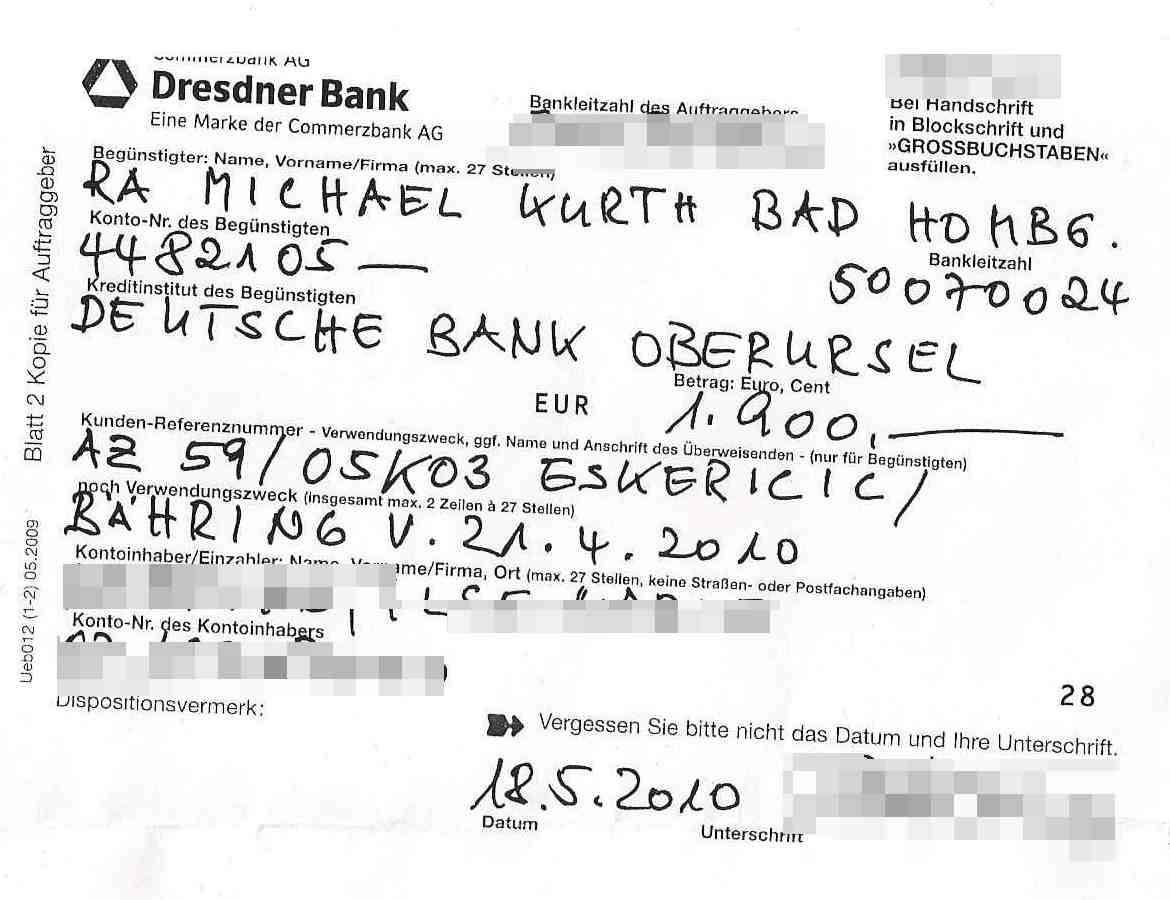 Commerzbank AG
Dresdner Bank
Eine Marke der Commerzbank AG
Bankleitzahl des Auftraggebers
Bei Handschrift
in Blockschrift und
»GROSSBUCHSTABEN«
ausfüllen.
Begünstigter: Name, Vorname/Firma (max. 27 Stellen)
RA MICHAEL KURTH BAD HOMBG.
Konto-Nr. des Begünstigten
4482105 —
Bankleitzahl
50070024
Kreditinstitut des Begünstigten
DEUTSCHE BANK OBERURSEL
Betrag: Euro, Cent
EUR 1.900,—
Kunden-Referenznummer - Verwendungszweck, ggf. Name und Anschrift des Überweisenden - (nur für Begünstigten)
AZ 59/05K03 ESKERICIC/
noch Verwendungszweck (insgesamt max. 2 Zeilen à 27 Stellen)
BÄHRING V. 21.4.2010
Kontoinhaber/Einzahler: Name, Vorname/Firma, Ort (max. 27 Stellen, keine Straßen- oder Postfachangaben)
Konto-Nr. des Kontoinhabers
28
Dispositionsvermerk:
Vergessen Sie bitte nicht das Datum und Ihre Unterschrift.
18.5.2010
Datum
Unterschrift
Blatt 2 Kopie für Auftraggeber
Ueb012 (1-2) 05.2009